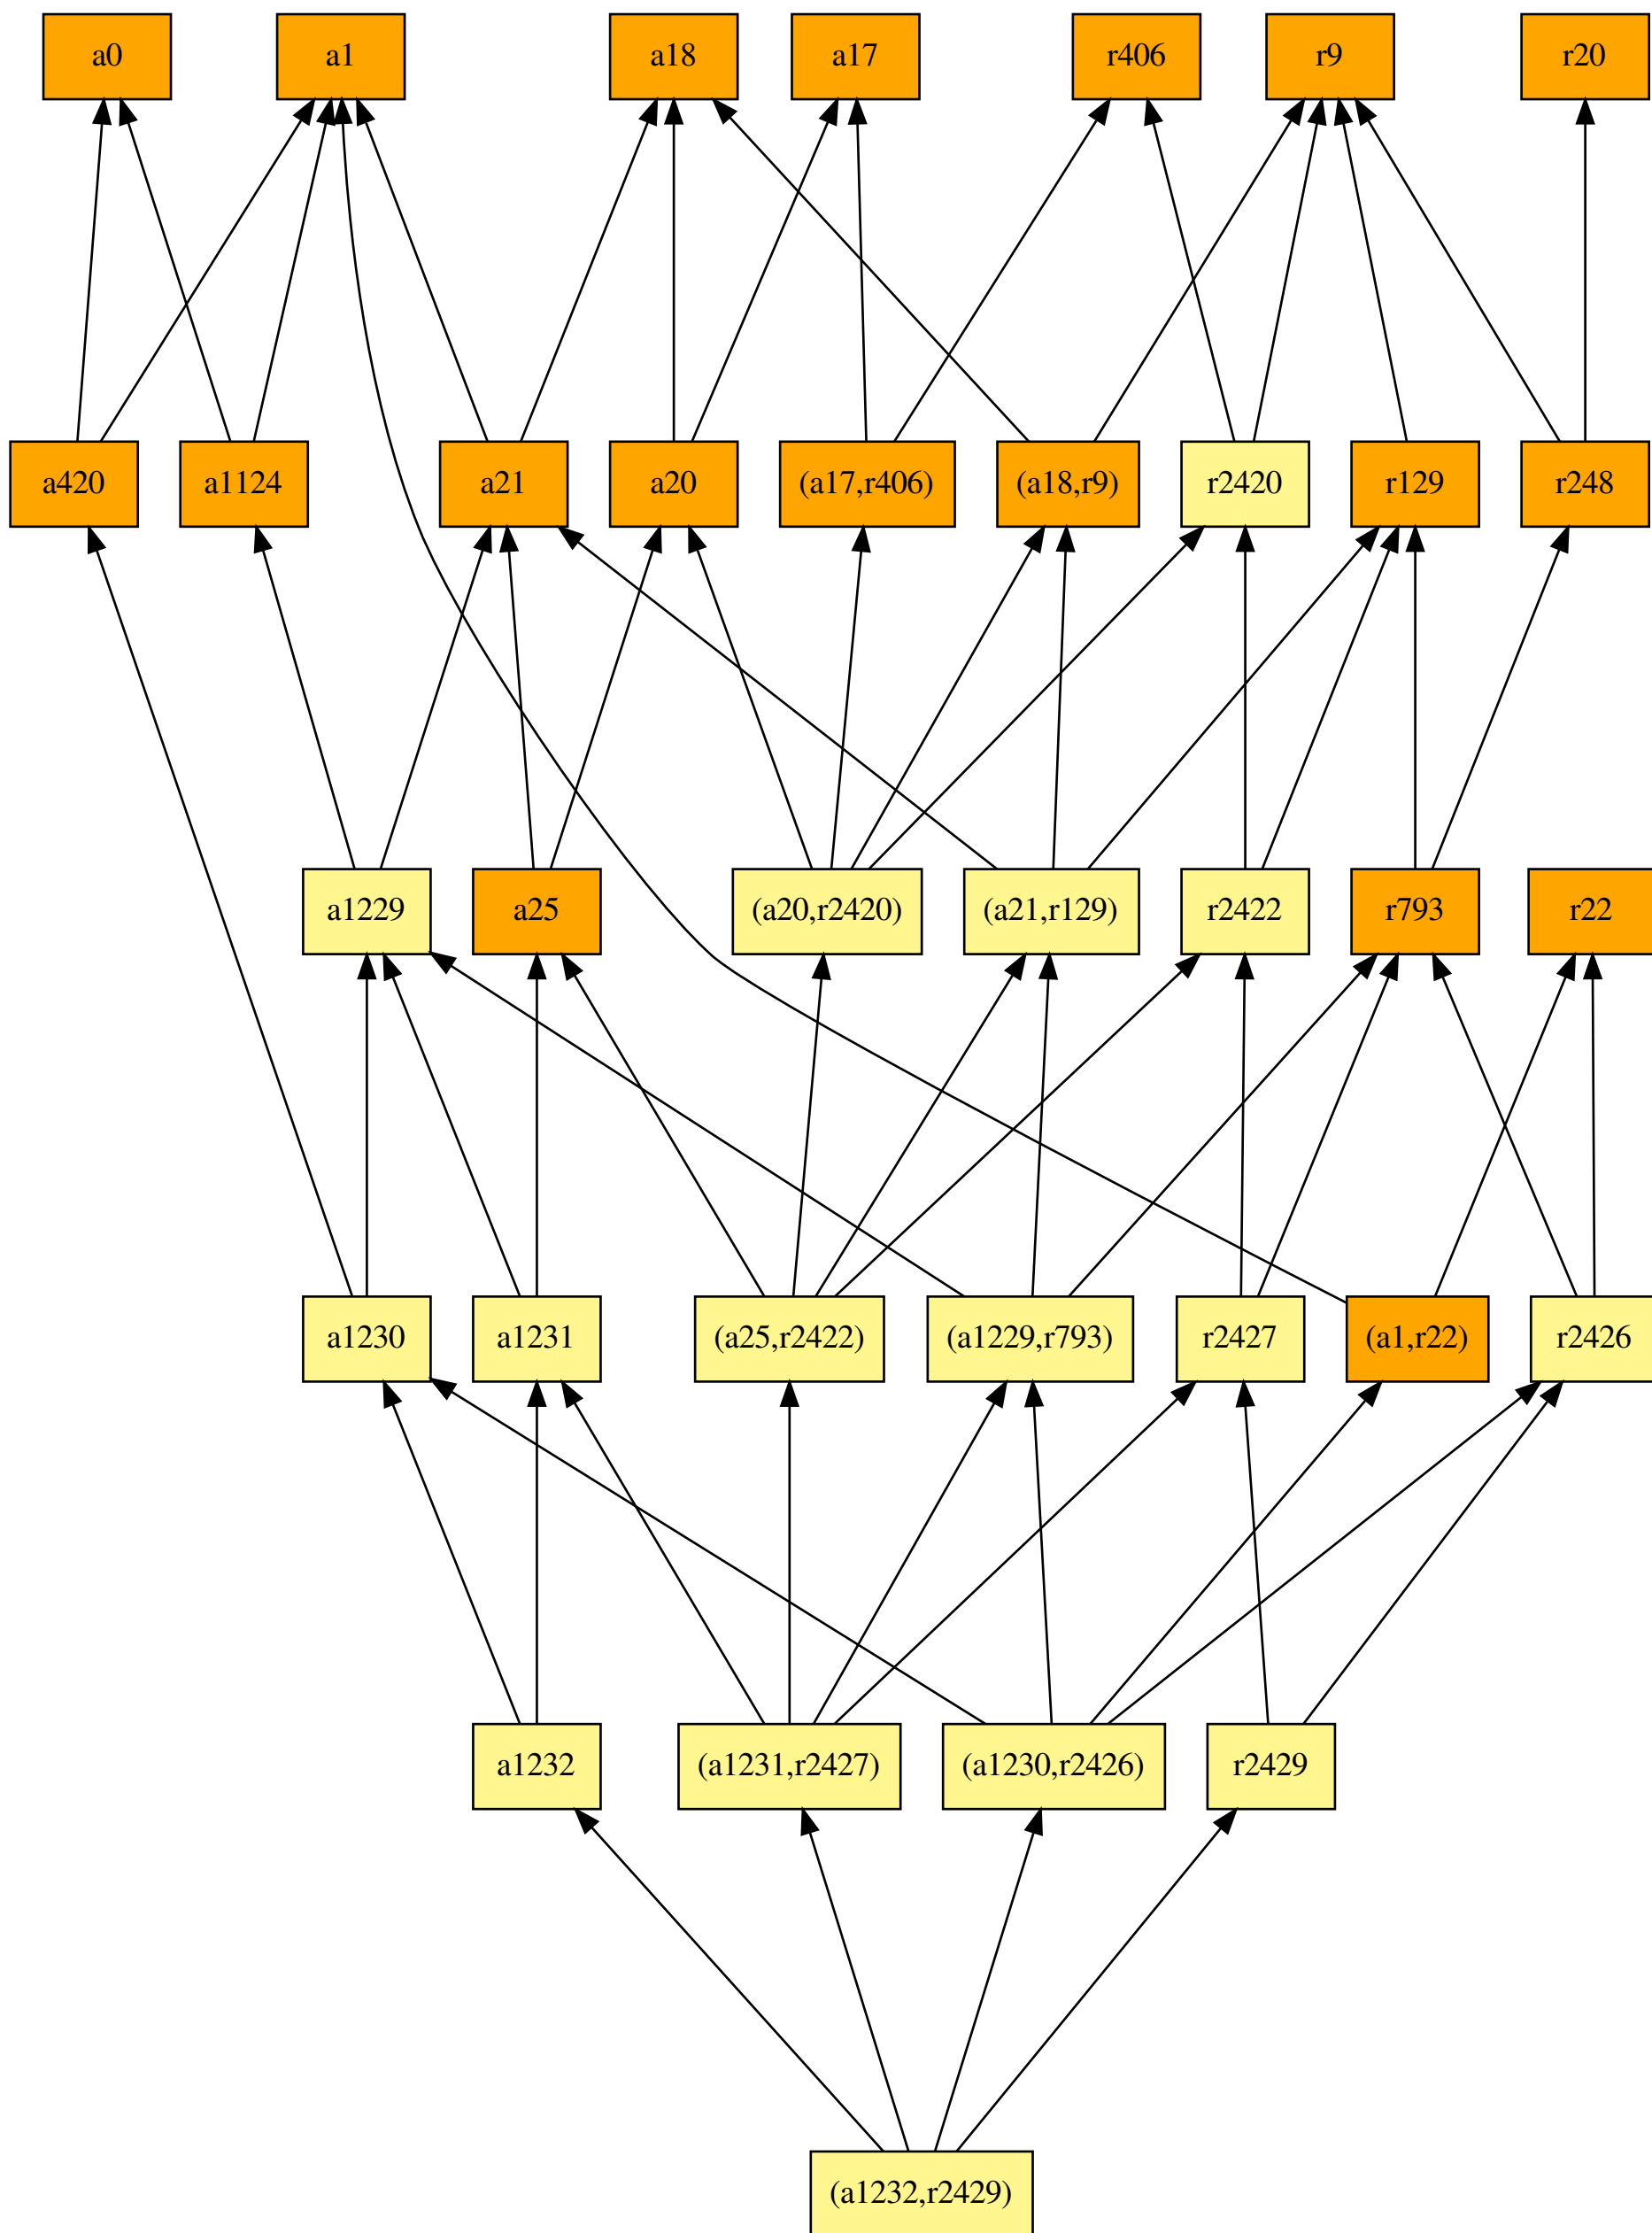 a0 a1 a18 a17 r406 r9 r20
a420 a1124 a21 a20 (a17,r406) (a18,r9) r2420 r129 r248
a1229 a25 (a20,r2420) (a21,r129) r2422 r793 r22
a1230 a1231 (a25,r2422) (a1229,r793) r2427 (a1,r22) r2426
a1232 (a1231,r2427) (a1230,r2426) r2429
(a1232,r2429)